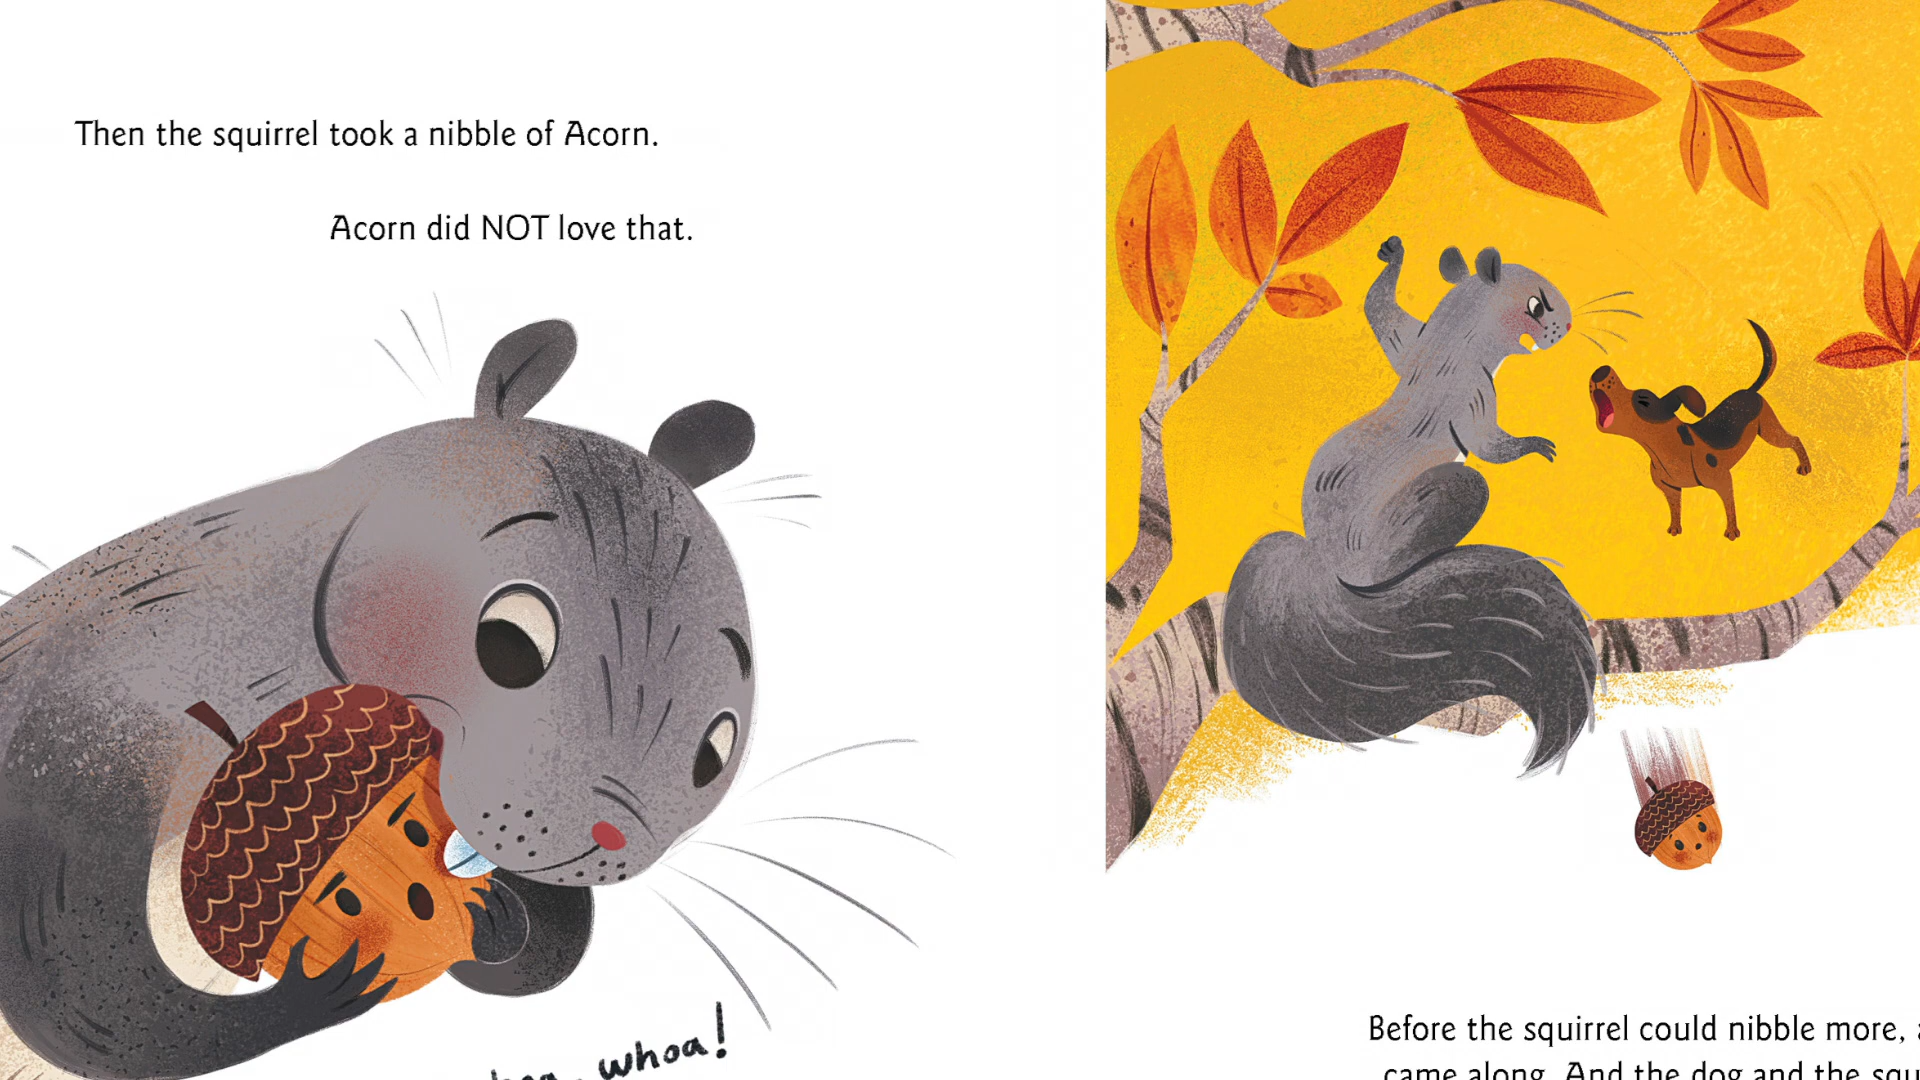 Then the squirrel took a nibble of Acorn.
Acorn did NOT love that.
whoa!
Before the squirrel could nibble more,
came along. And the dog and the